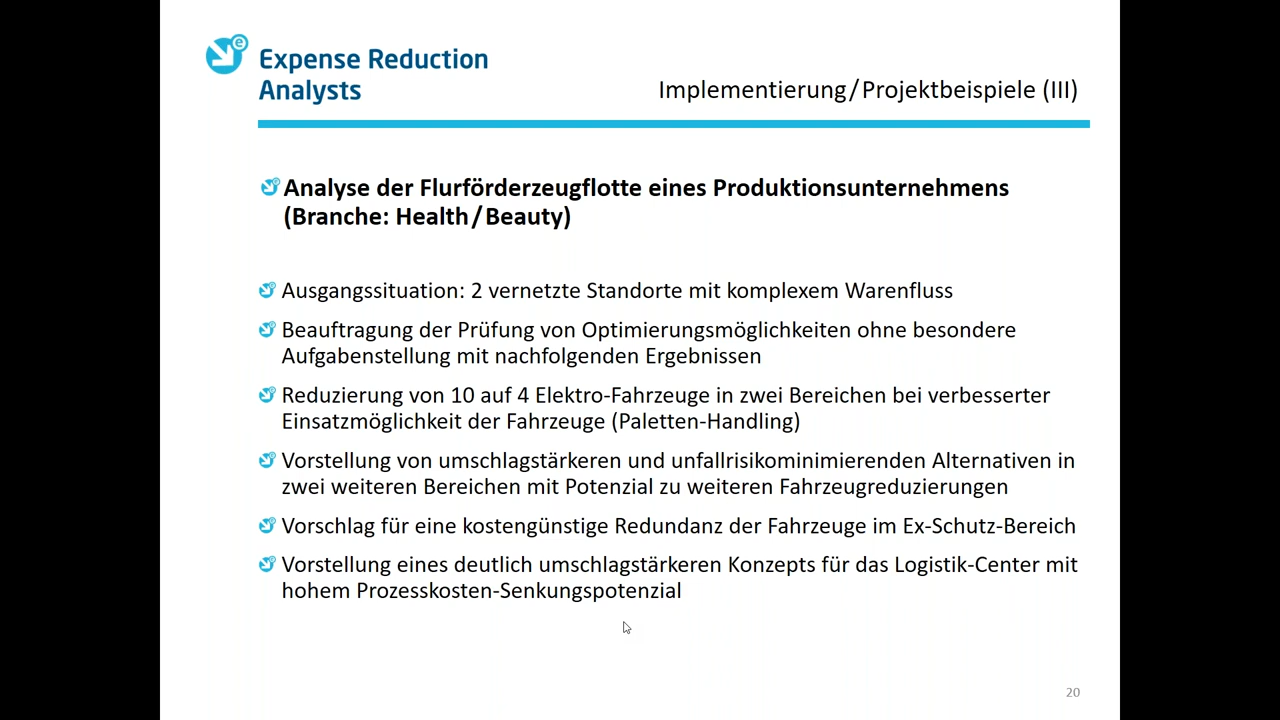 Expense Reduction
Analysts
Implementierung/Projektbeispiele (III)
Analyse der Flurförderzeugflotte eines Produktionsunternehmens
(Branche: Health/Beauty)
Ausgangssituation: 2 vernetzte Standorte mit komplexem Warenfluss
Beauftragung der Prüfung von Optimierungsmöglichkeiten ohne besondere
Aufgabenstellung mit nachfolgenden Ergebnissen
Reduzierung von 10 auf 4 Elektro-Fahrzeuge in zwei Bereichen bei verbesserter
Einsatzmöglichkeit der Fahrzeuge (Paletten-Handling)
Vorstellung von umschlagstärkeren und unfallrisikominimierenden Alternativen in
zwei weiteren Bereichen mit Potenzial zu weiteren Fahrzeugreduzierungen
Vorschlag für eine kostengünstige Redundanz der Fahrzeuge im Ex-Schutz-Bereich
Vorstellung eines deutlich umschlagstärkeren Konzepts für das Logistik-Center mit
hohem Prozesskosten-Senkungspotenzial
20